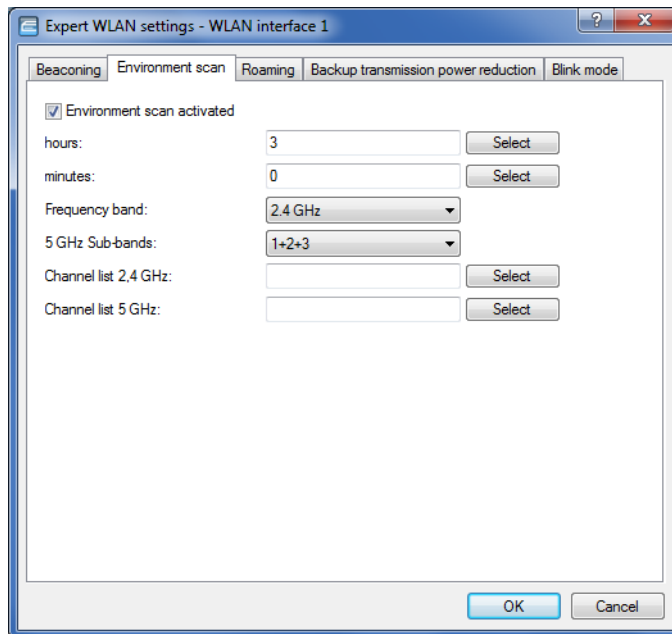 Expert WLAN settings - WLAN interface 1
Beaconing Environment scan Roaming Backup transmission power reduction Blink mode
Environment scan activated
hours: 3 Select
minutes: 0 Select
Frequency band: 2.4 GHz
5 GHz Sub-bands: 1+2+3
Channel list 2,4 GHz: Select
Channel list 5 GHz: Select
OK Cancel